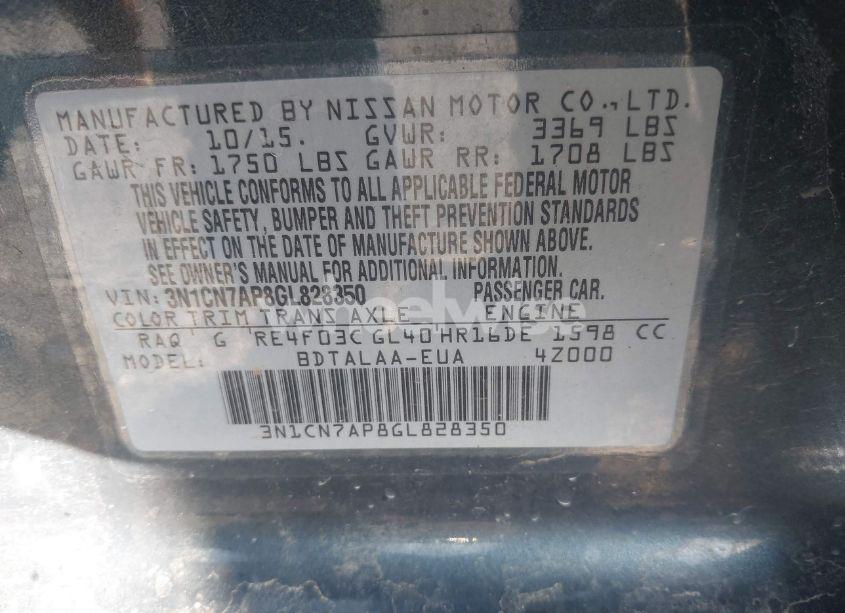 MANUFACTURED BY NISSAN MOTOR CO., LTD.
DATE: 10/15. GVWR: 3369 LBS
GAWR FR: 1750 LBS GAWR RR: 1708 LBS
THIS VEHICLE CONFORMS TO ALL APPLICABLE FEDERAL MOTOR
VEHICLE SAFETY, BUMPER AND THEFT PREVENTION STANDARDS
IN EFFECT ON THE DATE OF MANUFACTURE SHOWN ABOVE.
SEE OWNER'S MANUAL FOR ADDITIONAL INFORMATION.
VIN: 3N1CN7AP8GL828350 PASSENGER CAR.
COLOR TRIM TRANS AXLE ENGINE
RAQ G RE4F03C GL40 HR16DE 1598 CC
MODEL: BDTALAA-EUA 4Z000
3N1CN7AP8GL828350